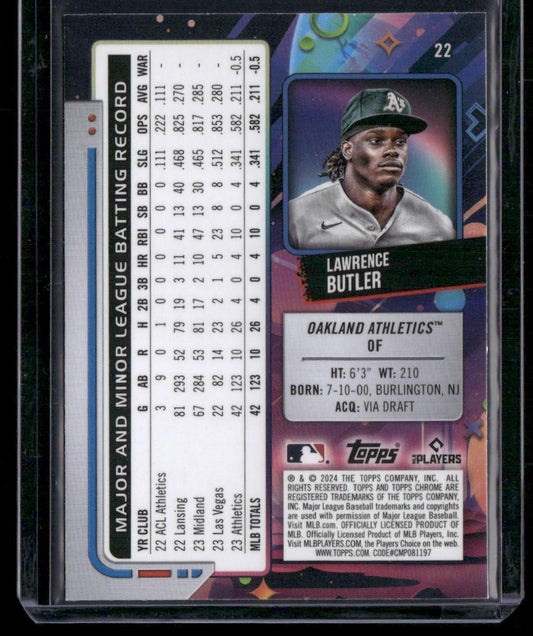 22
A's
LAWRENCE
BUTLER
OAKLAND ATHLETICS™
OF
HT: 6'3" WT: 210
BORN: 7-10-00, BURLINGTON, NJ
ACQ: VIA DRAFT
topps
MLB PLAYERS
® & © 2024 THE TOPPS COMPANY, INC. ALL
RIGHTS RESERVED. TOPPS AND TOPPS CHROME ARE
REGISTERED TRADEMARKS OF THE TOPPS COMPANY,
INC. Major League Baseball trademarks and copyrights
are used with permission of Major League Baseball.
Visit MLB.com. OFFICIALLY LICENSED PRODUCT OF
MLB. Officially Licensed Product of MLB Players, Inc.
Visit MLBPLAYERS.COM, the Players Choice on the web.
WWW.TOPPS.COM CODE#CMP081197
MAJOR AND MINOR LEAGUE BATTING RECORD
YR CLUB G AB R H 2B 3B HR RBI SB BB SLG OPS AVG WAR
22 ACL Athletics 3 9 0 1 0 0 0 0 0 0 .111 .222 .111 -
22 Lansing 81 293 52 79 19 3 11 41 13 40 .468 .825 .270 -
23 Midland 67 284 53 81 17 2 10 47 13 30 .465 .817 .285 -
23 Las Vegas 22 82 14 23 2 1 5 23 8 8 .512 .853 .280 -
23 Athletics 42 123 10 26 4 0 4 10 0 4 .341 .582 .211 -0.5
MLB TOTALS 42 123 10 26 4 0 4 10 0 4 .341 .582 .211 -0.5